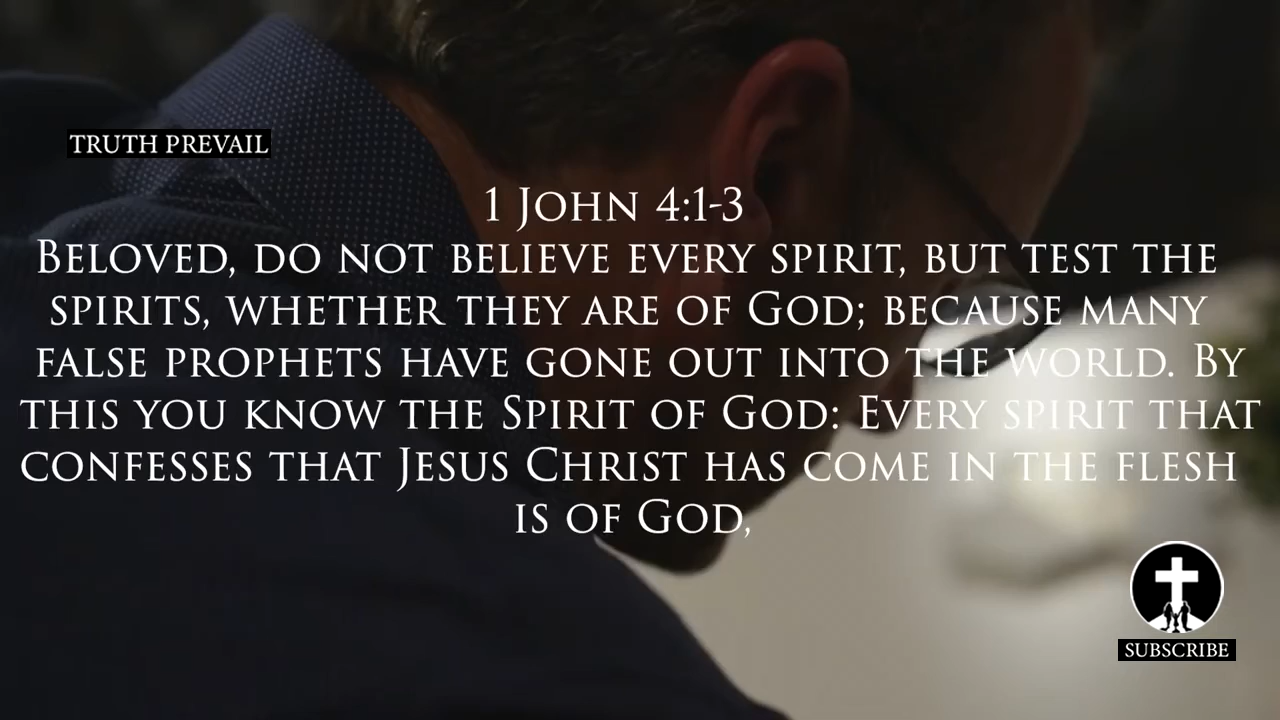 TRUTH PREVAIL
1 John 4:1-3
Beloved, do not believe every spirit, but test the
spirits, whether they are of God; because many
false prophets have gone out into the world. By
this you know the Spirit of God: Every spirit that
confesses that Jesus Christ has come in the flesh
is of God,
SUBSCRIBE